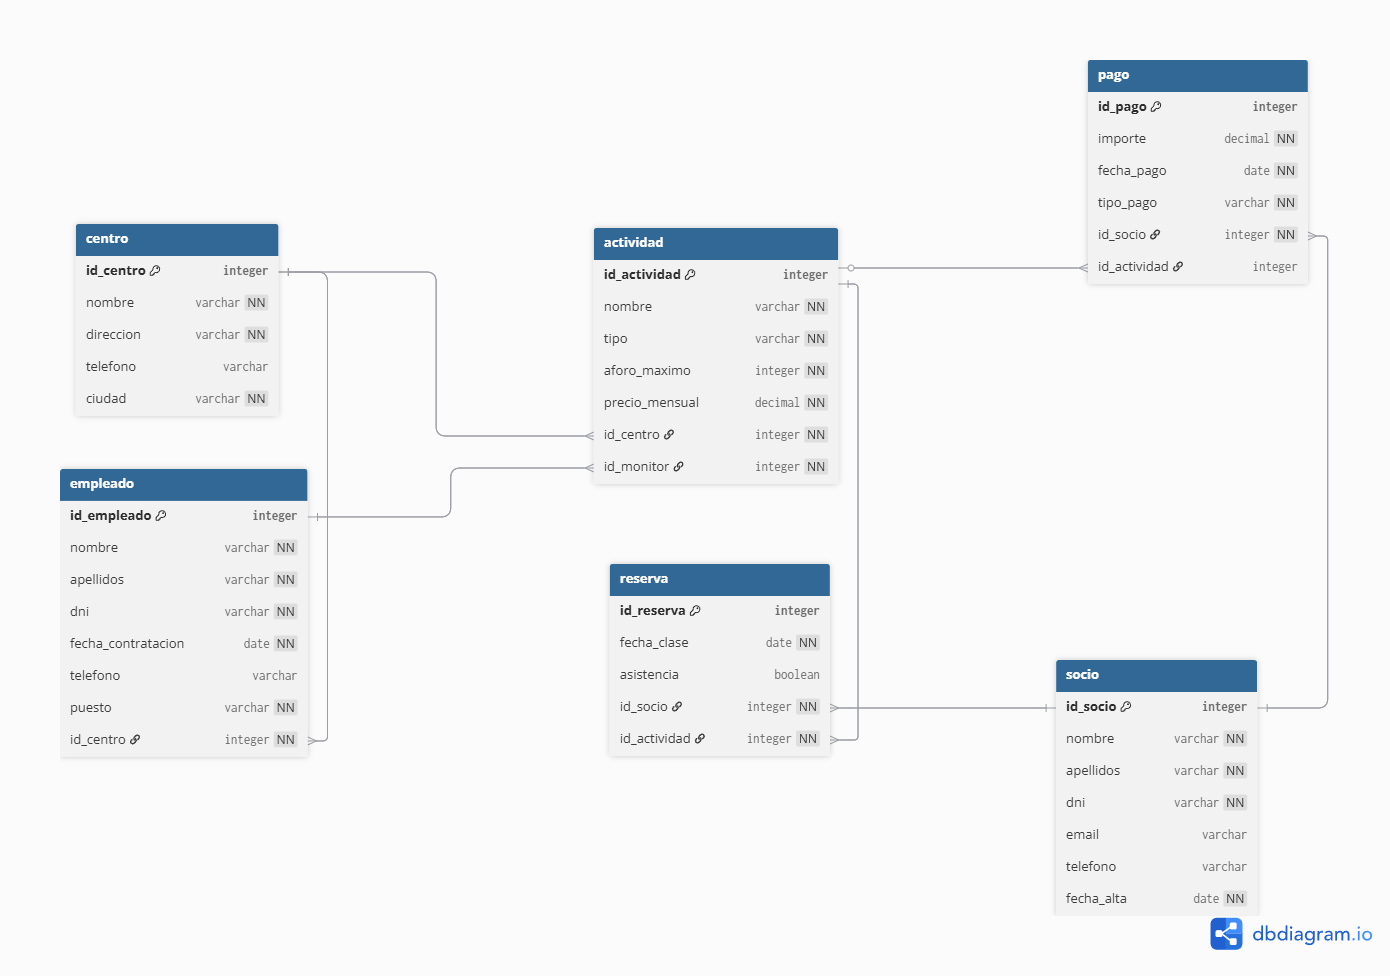 pago
id_pago integer
importe decimal NN
fecha_pago date NN
tipo_pago varchar NN
id_socio integer NN
id_actividad integer
centro
id_centro integer
nombre varchar NN
direccion varchar NN
telefono varchar
ciudad varchar NN
actividad
id_actividad integer
nombre varchar NN
tipo varchar NN
aforo_maximo integer NN
precio_mensual decimal NN
id_centro integer NN
id_monitor integer NN
empleado
id_empleado integer
nombre varchar NN
apellidos varchar NN
dni varchar NN
fecha_contratacion date NN
telefono varchar
puesto varchar NN
id_centro integer NN
reserva
id_reserva integer
fecha_clase date NN
asistencia boolean
id_socio integer NN
id_actividad integer NN
socio
id_socio integer
nombre varchar NN
apellidos varchar NN
dni varchar NN
email varchar
telefono varchar
fecha_alta date NN
dbdiagram.io